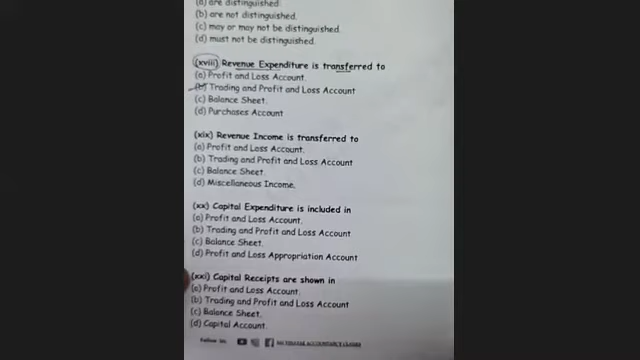 (a) are distinguished.
(b) are not distinguished.
(c) may or may not be distinguished.
(d) must not be distinguished.
(xviii) Revenue Expenditure is transferred to
(a) Profit and Loss Account.
(b) Trading and Profit and Loss Account
(c) Balance Sheet.
(d) Purchases Account
(xix) Revenue Income is transferred to
(a) Profit and Loss Account.
(b) Trading and Profit and Loss Account
(c) Balance Sheet.
(d) Miscellaneous Income.
(xx) Capital Expenditure is included in
(a) Profit and Loss Account.
(b) Trading and Profit and Loss Account
(c) Balance Sheet.
(d) Profit and Loss Appropriation Account
(xxi) Capital Receipts are shown in
(a) Profit and Loss Account.
(b) Trading and Profit and Loss Account
(c) Balance Sheet.
(d) Capital Account.
Follow Us: ACCOUNTANCY CLASSES